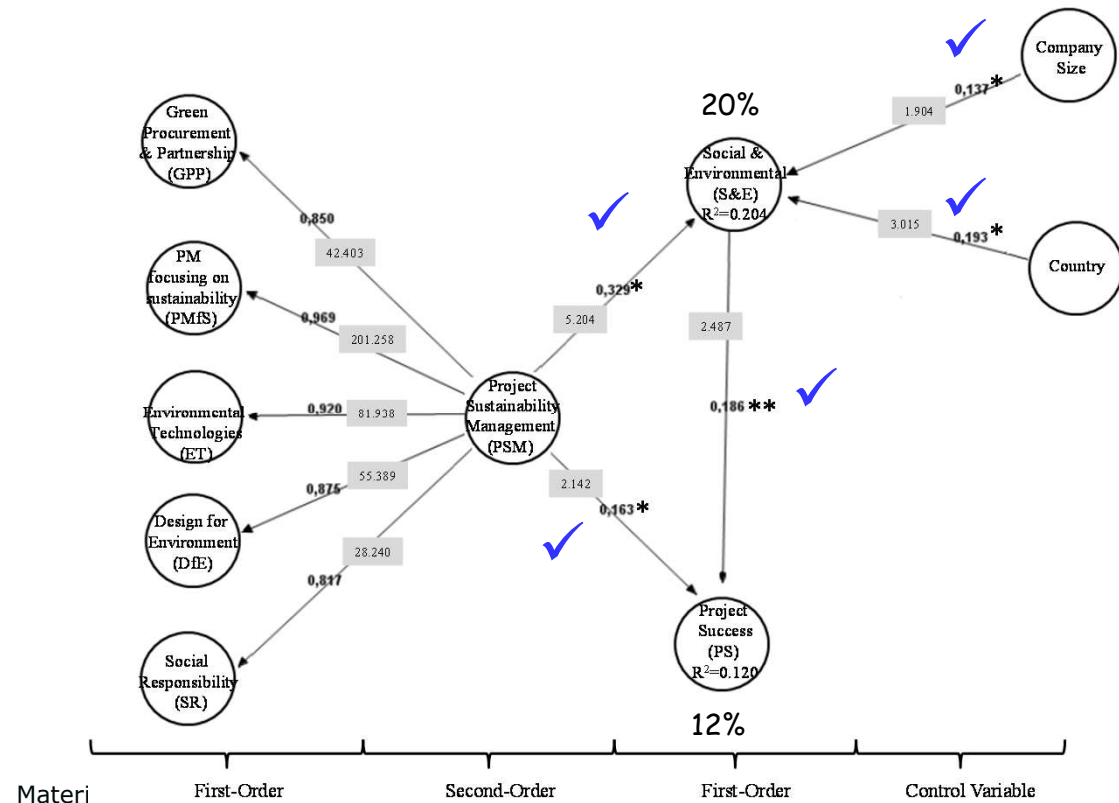 Green
Procurement
& Partnership
(GPP)
0,850
42.403
PM
focusing on
sustainability
(PMfS)
0,969
201.258
Environmental
Technologies
(ET)
0,920
81.938
Design for
Environment
(DfE)
0,875
55.389
Social
Responsibility
(SR)
0,817
28.240
Project
Sustainability
Management
(PSM)
5.204
0,329*
2.142
0,163*
20%
Social &
Environmental
(S&E)
R²=0.204
2.487
0,186**
Project
Success
(PS)
R²=0.120
12%
Company
Size
0,137*
1.904
Country
3.015
0,193*
First-Order
Second-Order
First-Order
Control Variable
Materi